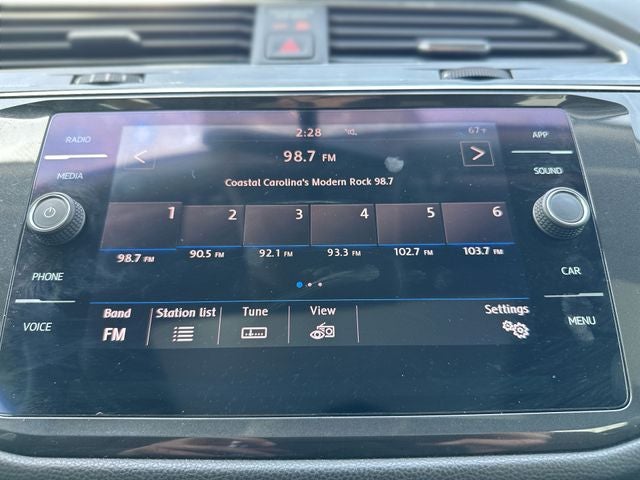 RADIO
MEDIA
PHONE
VOICE
2:28
67°F
98.7 FM
Coastal Carolina's Modern Rock 98.7
1 2 3 4 5 6
98.7 FM 90.5 FM 92.1 FM 93.3 FM 102.7 FM 103.7 FM
Band Station list Tune View Settings
FM
APP
SOUND
CAR
MENU